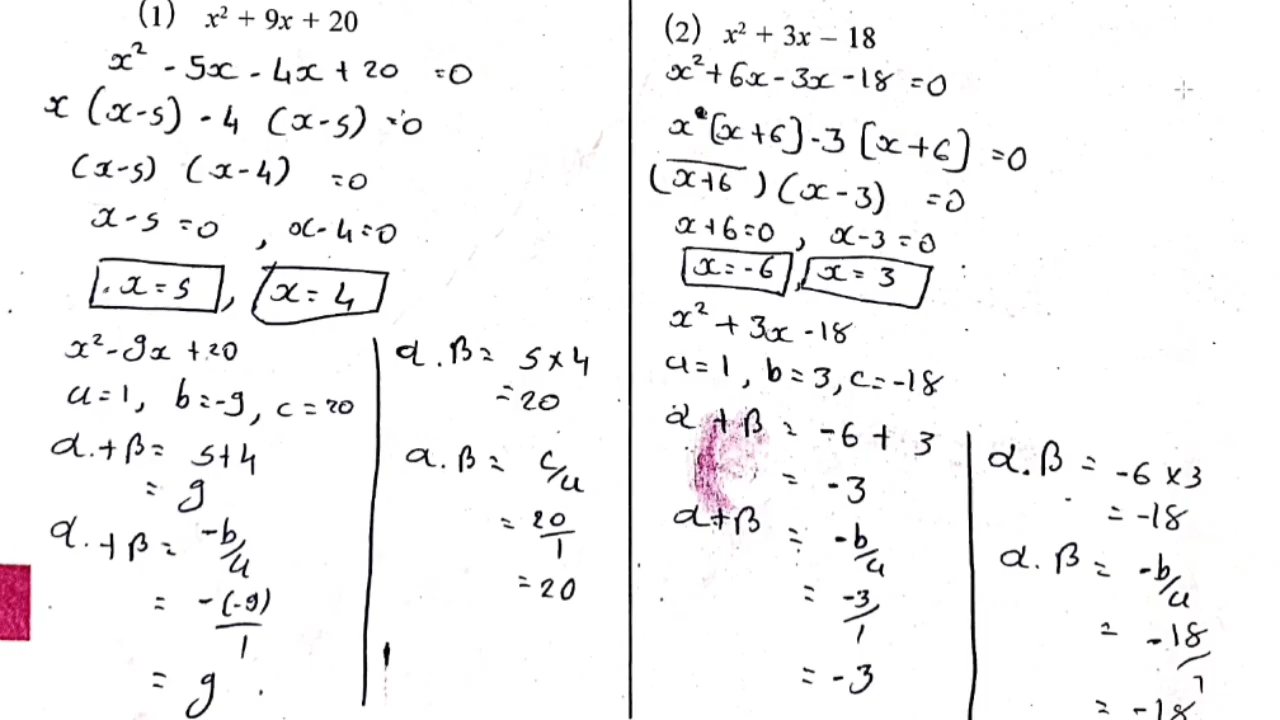 (1) x² + 9x + 20
x² - 5x - 4x + 20 = 0
x (x-5) - 4 (x-5) = 0
(x-5) (x-4) = 0
x-5 = 0 , x-4 = 0
x = 5 , x = 4
x² - 9x + 20
a = 1, b = -9, c = 20
α + β = 5+4
= 9
α + β = -b/a
= -(-9)/1
= 9
α . β = 5 × 4
= 20
α . β = c/a
= 20/1
= 20
(2) x² + 3x – 18
x² + 6x - 3x - 18 = 0
x [x+6] - 3 [x+6] = 0
(x+6) (x-3) = 0
x+6 = 0 , x-3 = 0
x = -6 , x = 3
x² + 3x - 18
a = 1 , b = 3, c = -18
α + β = -6 + 3
= -3
α + β = -b/a
= -3/1
= -3
α . β = -6 × 3
= -18
α . β = -b/a
= -18/1
= -18